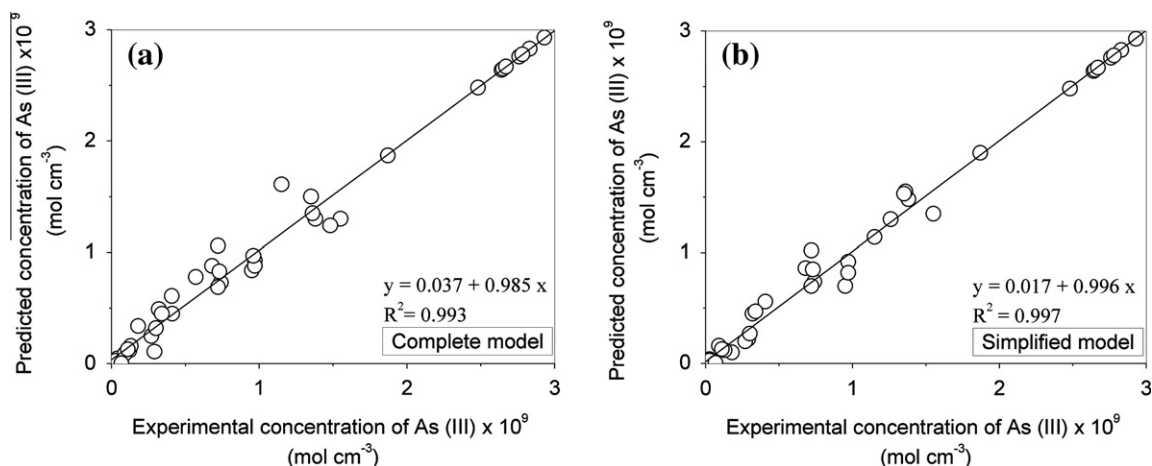 Predicted concentration of As (III) x10⁹
(mol cm⁻³)
3
2
1
0
(a)
y = 0.037 + 0.985 x
R²= 0.993
Complete model
0
1
2
3
Experimental concentration of As (III) x 10⁹
(mol cm⁻³)
Predicted concentration of As (III) x 10⁹
(mol cm⁻³)
3
2
1
0
(b)
y = 0.017 + 0.996 x
R² = 0.997
Simplified model
0
1
2
3
Experimental concentration of As (III) x 10⁹
(mol cm⁻³)